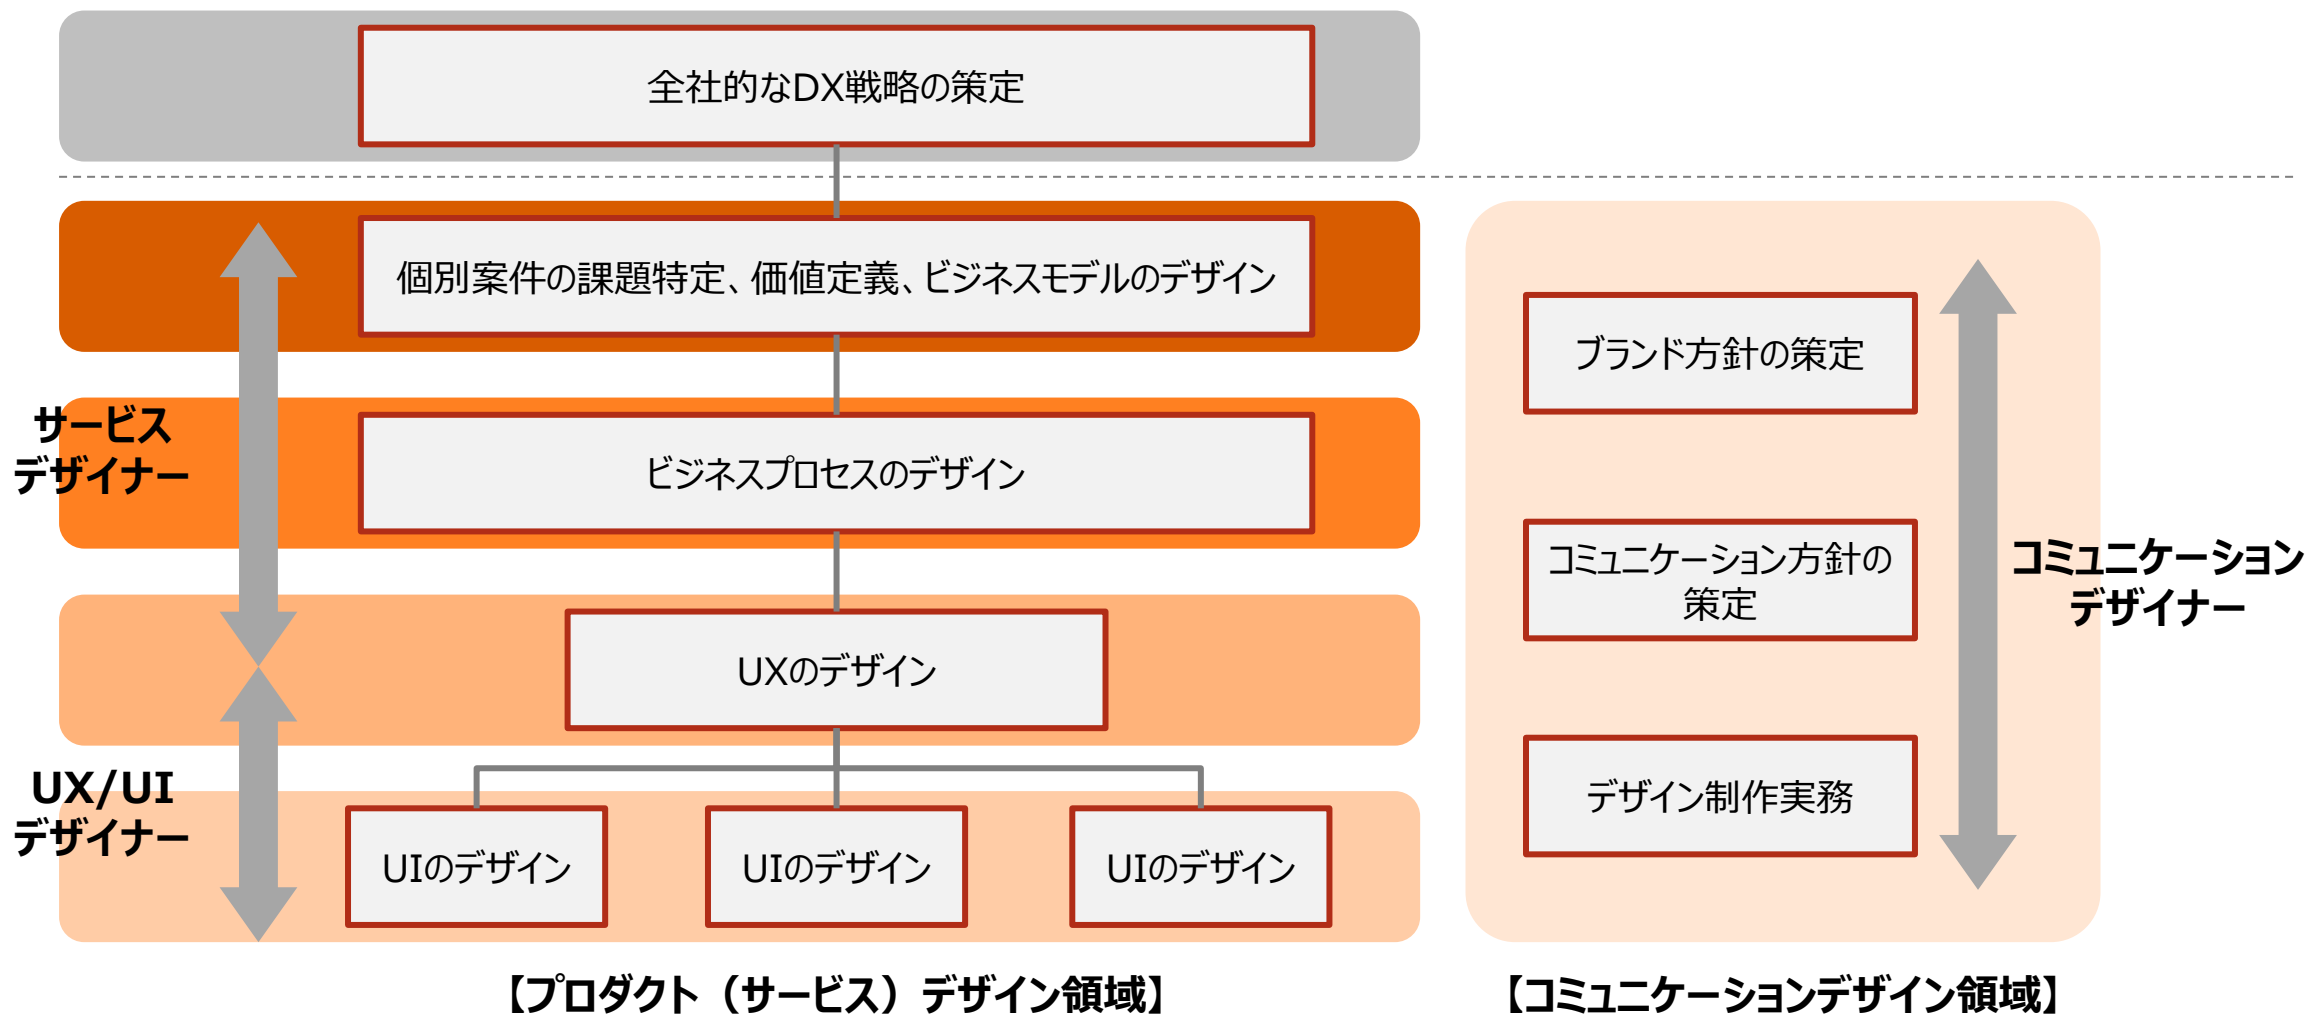 全社的なDX戦略の策定
個別案件の課題特定、価値定義、ビジネスモデルのデザイン
サービス
デザイナー
ビジネスプロセスのデザイン
UXのデザイン
UX/UI
デザイナー
UIのデザイン
UIのデザイン
UIのデザイン
【プロダクト（サービス）デザイン領域】
ブランド方針の策定
コミュニケーション方針の
策定
デザイン制作実務
コミュニケーション
デザイナー
【コミュニケーションデザイン領域】